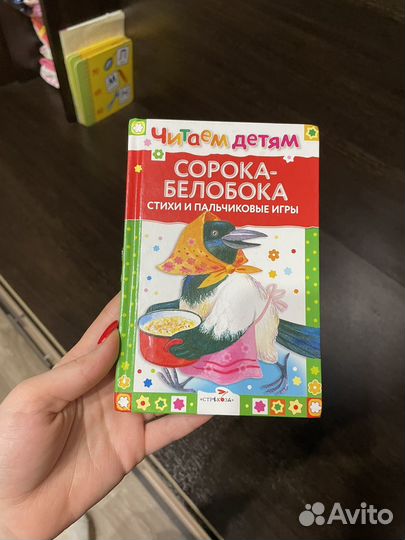 Читаем детям
СОРОКА-
БЕЛОБОКА
СТИХИ И ПАЛЬЧИКОВЫЕ ИГРЫ
«СТРЕКОЗА»
Avito